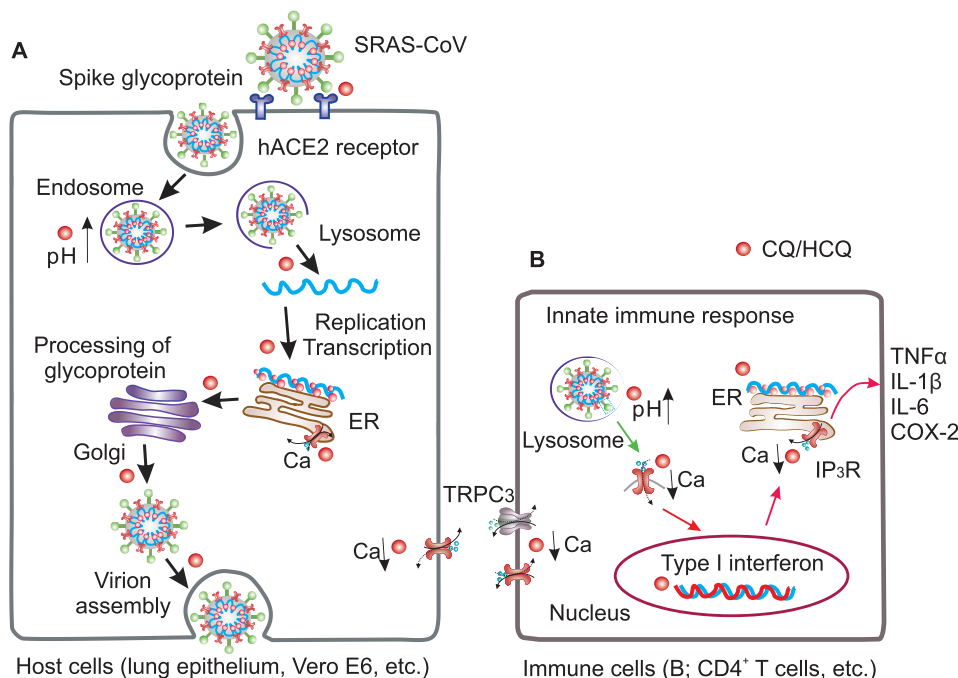 A
SRAS-CoV
Spike glycoprotein
hACE2 receptor
Endosome
pH
Lysosome
Replication
Transcription
Processing of
glycoprotein
ER
Ca
Golgi
Virion
assembly
Ca
TRPC3
Host cells (lung epithelium, Vero E6, etc.)
CQ/HCQ
B
Innate immune response
TNFα
IL-1β
IL-6
COX-2
pH
ER
Lysosome
Ca
Ca
IP₃R
Ca
Type I interferon
Nucleus
Immune cells (B; CD4⁺ T cells, etc.)